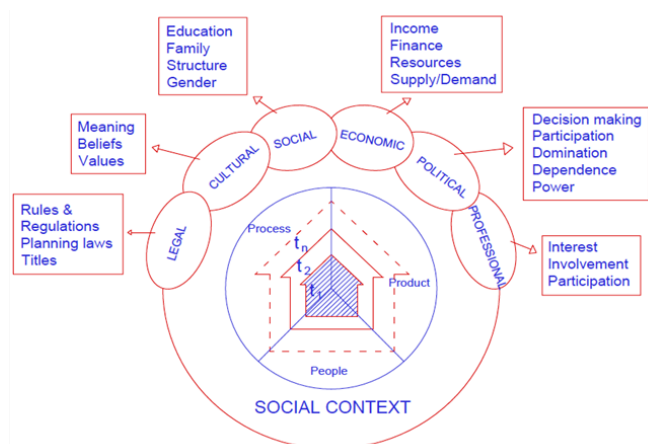 Education
Family
Structure
Gender
Income
Finance
Resources
Supply/Demand
Meaning
Beliefs
Values
Decision making
Participation
Domination
Dependence
Power
Rules &
Regulations
Planning laws
Titles
Interest
Involvement
Participation
LEGAL
CULTURAL
SOCIAL
ECONOMIC
POLITICAL
PROFESSIONAL
Process
tn
t2
t1
Product
People
SOCIAL CONTEXT